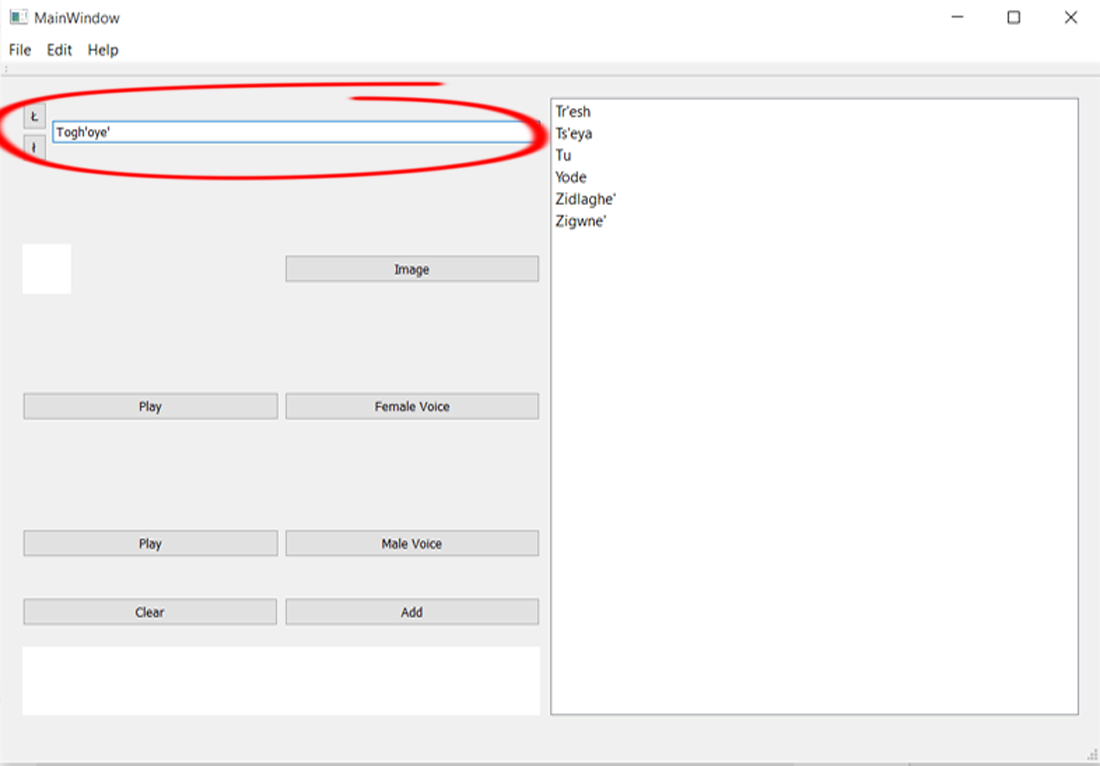 MainWindow
File Edit Help
Ł
ł
Togh'oye'
Image
Play Female Voice
Play Male Voice
Clear Add
Tr'esh
Ts'eya
Tu
Yode
Zidlaghe'
Zigwne'